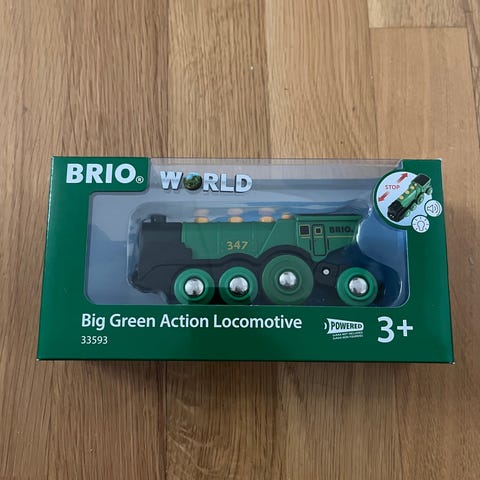 BRIO®
WORLD
STOP
347
BRIO
Big Green Action Locomotive
33593
POWERED
3+